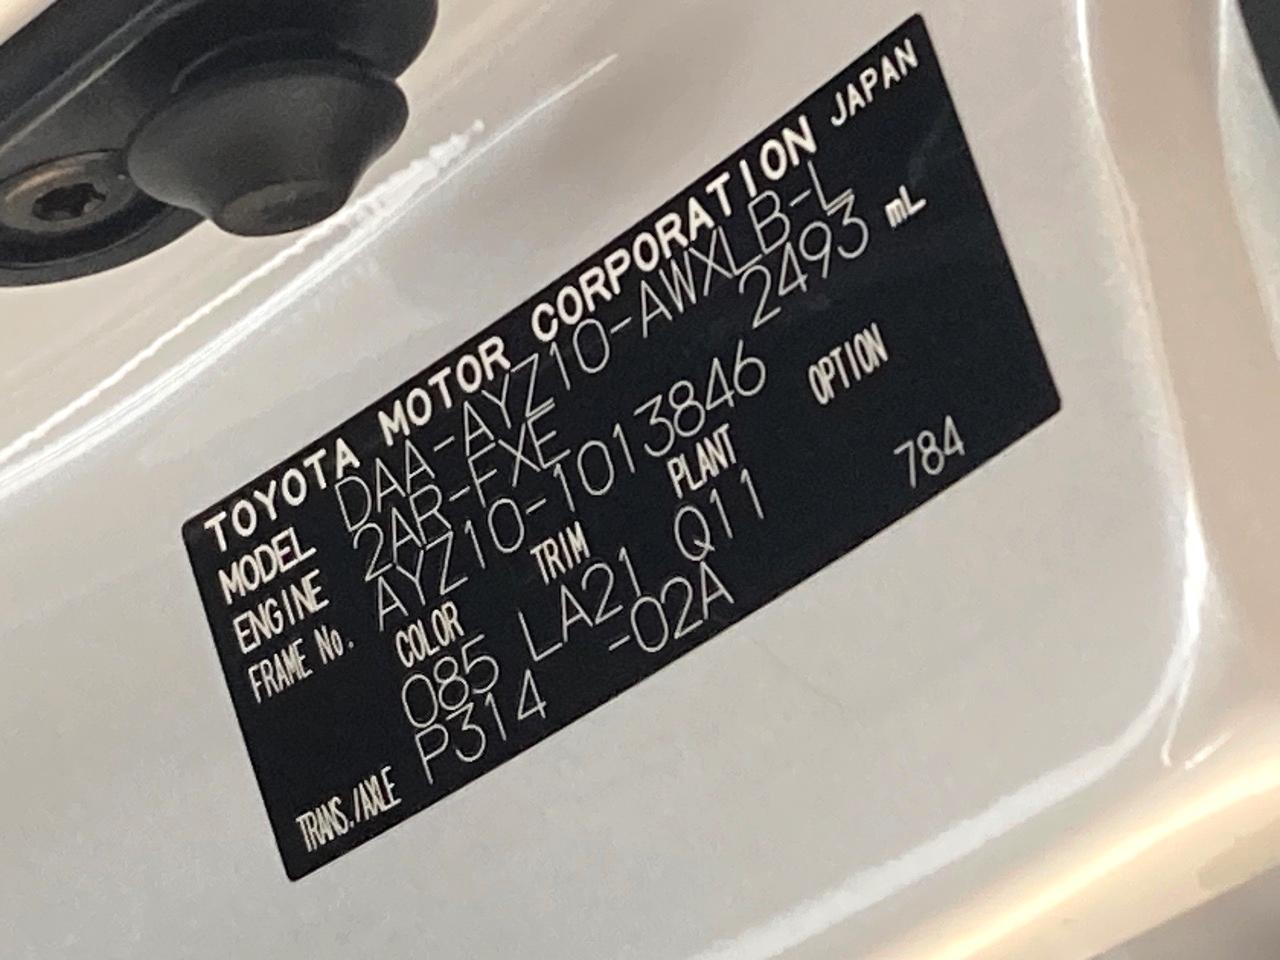 TOYOTA MOTOR CORPORATION JAPAN
MODEL DAA-AYZ10-AWXLB-L
ENGINE 2AR-FXE 2493 mL
FRAME No. AYZ10-1013846
COLOR TRIM PLANT OPTION
085 LA21 Q11 784
TRANS./AXLE P314 -02A